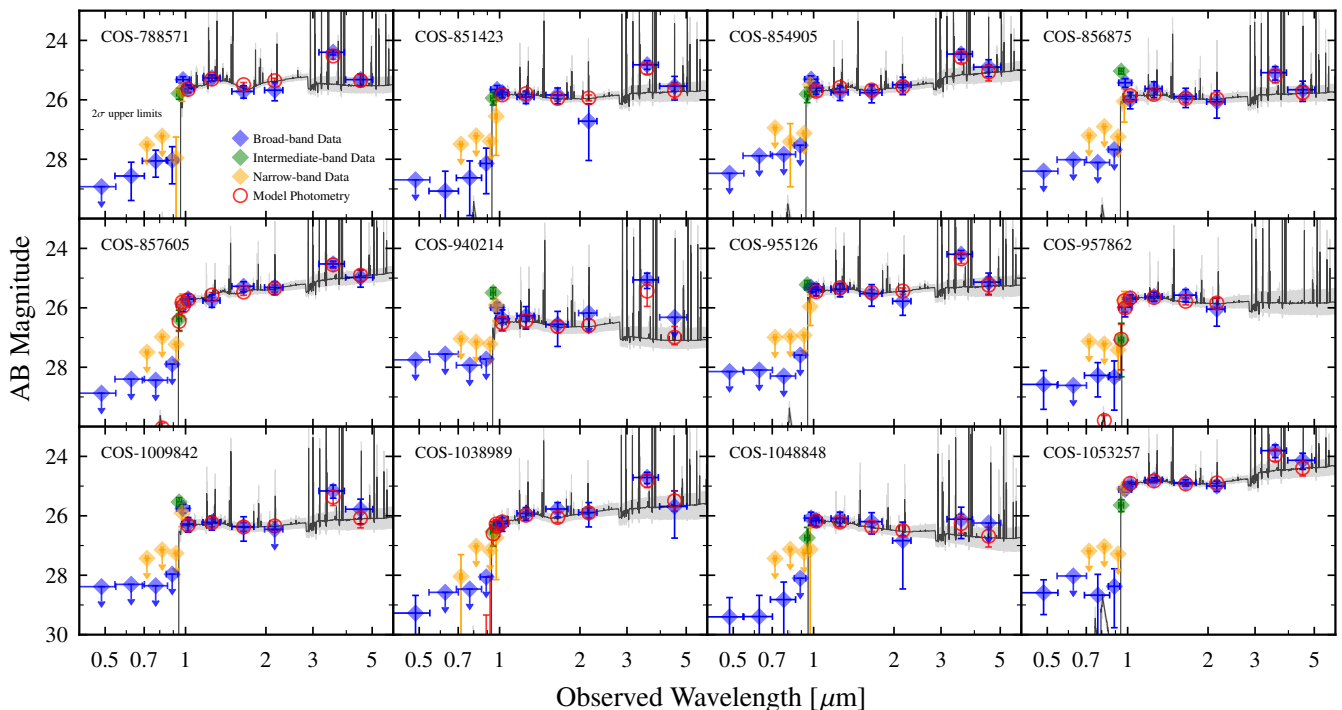 COS-788571
COS-851423
COS-854905
COS-856875
24
26
28
2σ upper limits
Broad-band Data
Intermediate-band Data
Narrow-band Data
Model Photometry
COS-857605
COS-940214
COS-955126
COS-957862
24
26
28
AB Magnitude
COS-1009842
COS-1038989
COS-1048848
COS-1053257
24
26
28
30
0.5 0.7 1 2 3 5
0.5 0.7 1 2 3 5
0.5 0.7 1 2 3 5
0.5 0.7 1 2 3 5
Observed Wavelength [μm]